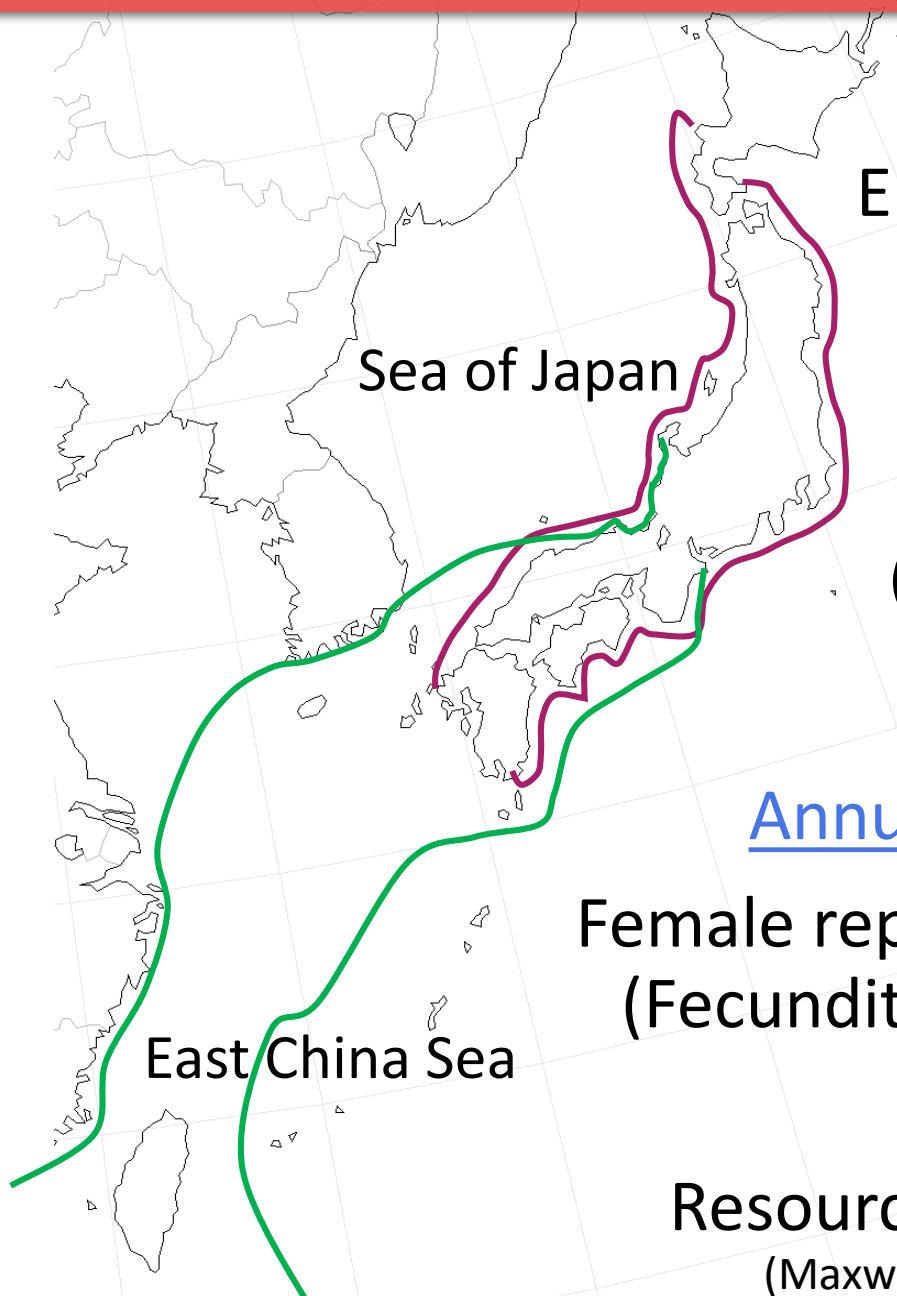 E
Sea of Japan
(
Annu
Female rep
(Fecundit
East China Sea
Resourc
(Maxw